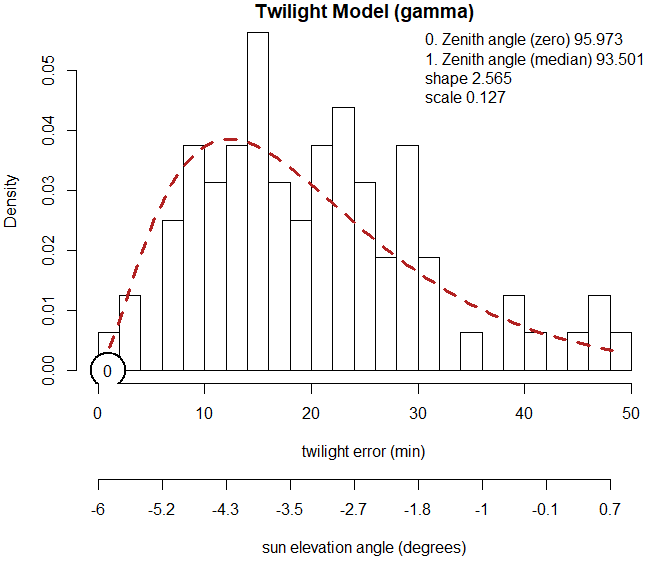 Twilight Model (gamma)
0. Zenith angle (zero) 95.973
1. Zenith angle (median) 93.501
shape 2.565
scale 0.127
Density
0.05
0.04
0.03
0.02
0.01
0.00
0
0 10 20 30 40 50
twilight error (min)
-6 -5.2 -4.3 -3.5 -2.7 -1.8 -1 -0.1 0.7
sun elevation angle (degrees)